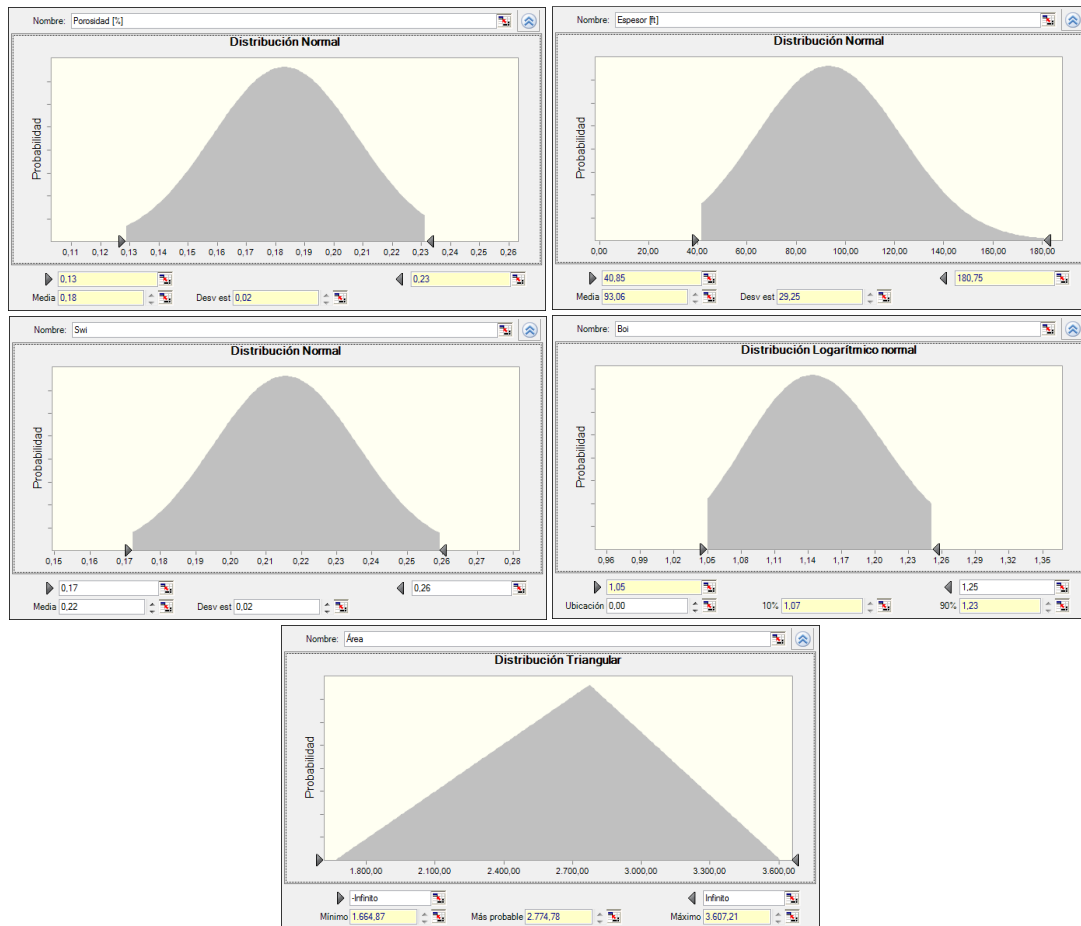 Nombre: Porosidad [%]
Distribución Normal
Probabilidad
0,11 0,12 0,13 0,14 0,15 0,16 0,17 0,18 0,19 0,20 0,21 0,22 0,23 0,24 0,25 0,26
0,13 0,23
Media 0,18 Desv est 0,02
Nombre: Espesor [ft]
Distribución Normal
Probabilidad
0,00 20,00 40,00 60,00 80,00 100,00 120,00 140,00 160,00 180,00
40,85 180,75
Media 93,06 Desv est 29,25
Nombre: Swi
Distribución Normal
Probabilidad
0,15 0,16 0,17 0,18 0,19 0,20 0,21 0,22 0,23 0,24 0,25 0,26 0,27 0,28
0,17 0,26
Media 0,22 Desv est 0,02
Nombre: Boi
Distribución Logarítmico normal
Probabilidad
0,96 0,99 1,02 1,05 1,08 1,11 1,14 1,17 1,20 1,23 1,26 1,29 1,32 1,35
1,05 1,25
Ubicación 0,00 10% 1,07 90% 1,23
Nombre: Área
Distribución Triangular
Probabilidad
1.800,00 2.100,00 2.400,00 2.700,00 3.000,00 3.300,00 3.600,00
-Infinito Infinito
Mínimo 1.664,87 Más probable 2.774,78 Máximo 3.607,21